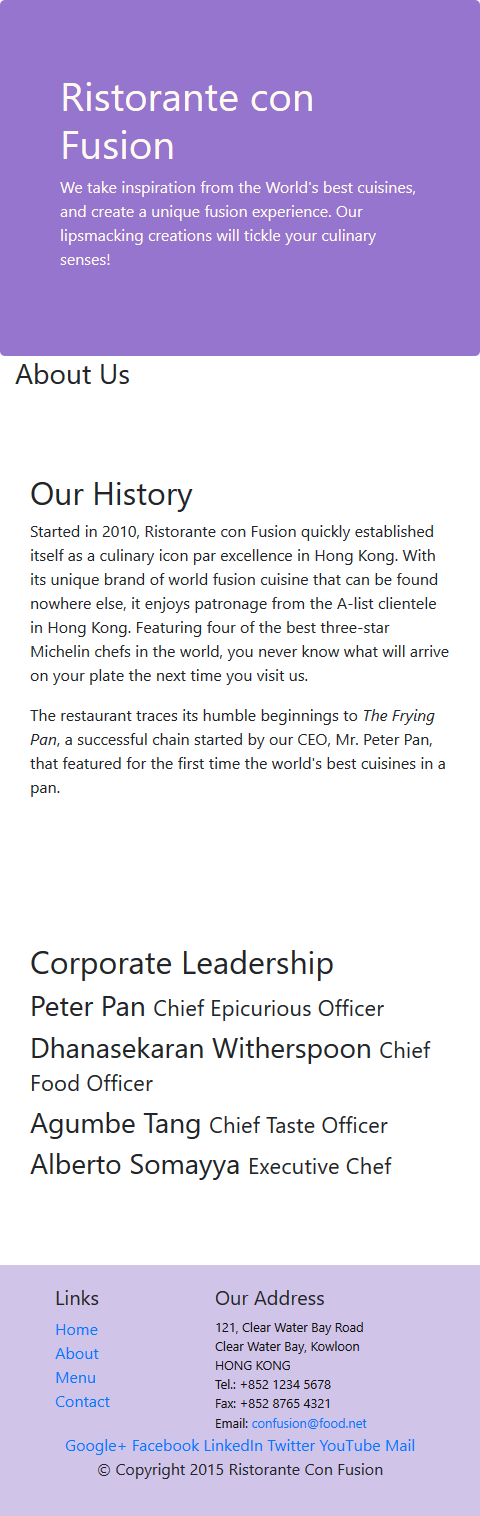 Ristorante con
Fusion
We take inspiration from the World's best cuisines,
and create a unique fusion experience. Our
lipsmacking creations will tickle your culinary
senses!
About Us
Our History
Started in 2010, Ristorante con Fusion quickly established
itself as a culinary icon par excellence in Hong Kong. With
its unique brand of world fusion cuisine that can be found
nowhere else, it enjoys patronage from the A-list clientele
in Hong Kong. Featuring four of the best three-star
Michelin chefs in the world, you never know what will arrive
on your plate the next time you visit us.
The restaurant traces its humble beginnings to The Frying
Pan, a successful chain started by our CEO, Mr. Peter Pan,
that featured for the first time the world's best cuisines in a
pan.
Corporate Leadership
Peter Pan Chief Epicurious Officer
Dhanasekaran Witherspoon Chief
Food Officer
Agumbe Tang Chief Taste Officer
Alberto Somayya Executive Chef
Links
Home
About
Menu
Contact
Our Address
121, Clear Water Bay Road
Clear Water Bay, Kowloon
HONG KONG
Tel.: +852 1234 5678
Fax: +852 8765 4321
Email: confusion@food.net
Google+ Facebook LinkedIn Twitter YouTube Mail
© Copyright 2015 Ristorante Con Fusion